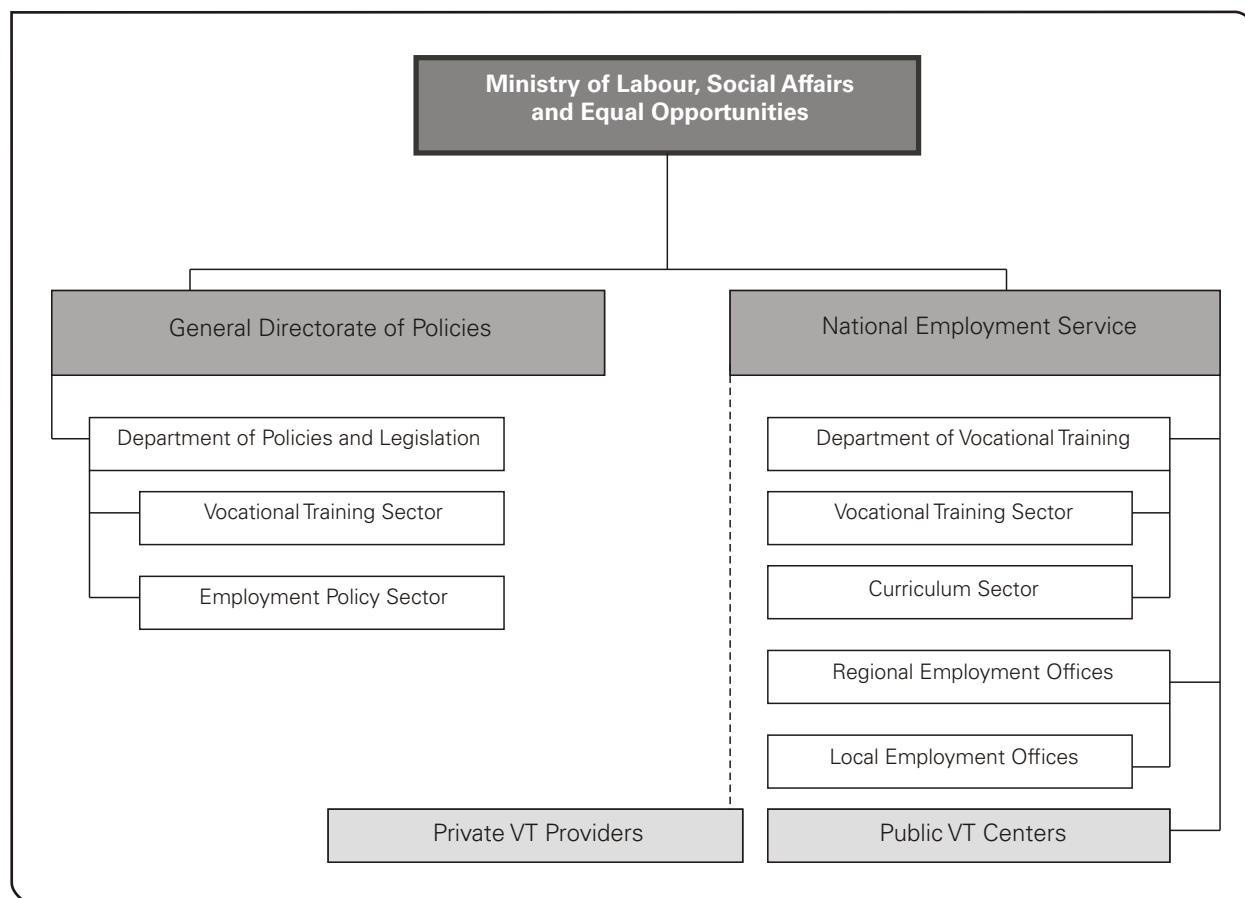 Ministry of Labour, Social Affairs
and Equal Opportunities
General Directorate of Policies
National Employment Service
Department of Policies and Legislation
Vocational Training Sector
Employment Policy Sector
Department of Vocational Training
Vocational Training Sector
Curriculum Sector
Regional Employment Offices
Local Employment Offices
Private VT Providers
Public VT Centers